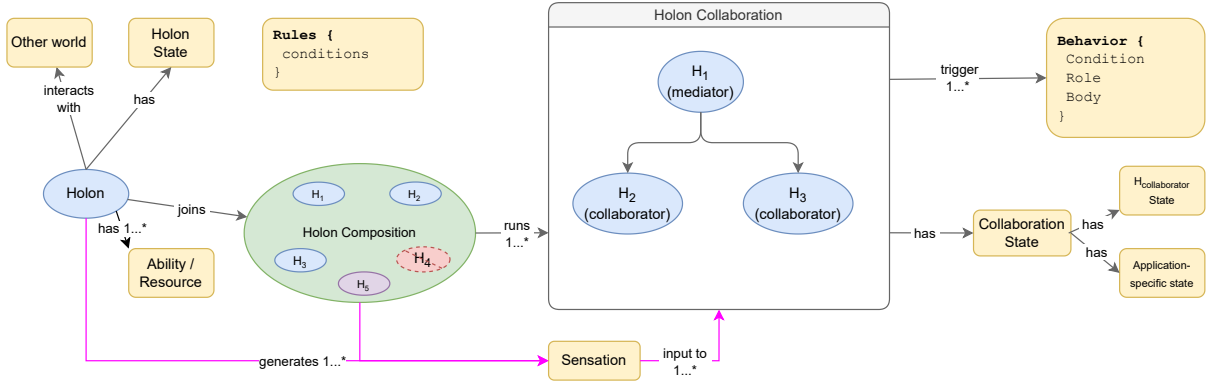 Other world
Holon
State
Rules {
conditions
}
interacts
with
has
Holon
has 1...*
Ability /
Resource
joins
H1
H2
Holon Composition
H3
H4
H5
runs
1...*
Holon Collaboration
H1
(mediator)
H2
(collaborator)
H3
(collaborator)
trigger
1...*
Behavior {
Condition
Role
Body
}
has
Collaboration
State
has
Hcollaborator
State
has
Application-
specific state
generates 1...*
Sensation
input to
1...*